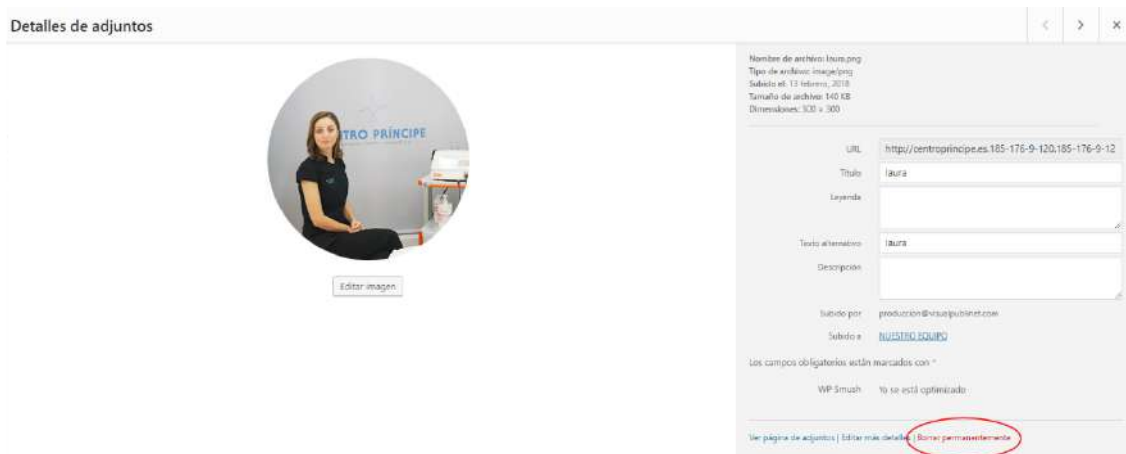 Detalles de adjuntos
NTRO PRÍNCIPE
Editar imagen
Nombre de archivo: laura.png
Tipo de archivo: image/png
Subido el: 13 febrero, 2018
Tamaño de archivo: 140 KB
Dimensiones: 300 × 300
URL http://centroprincipe.es.185-176-9-120.185-176-9-12
Título laura
Leyenda
Texto alternativo laura
Descripción
Subido por produccion@visualpublinet.com
Subido a NUESTRO EQUIPO
Los campos obligatorios están marcados con *
WP Smush Ya se está optimizado
Ver página de adjuntos | Editar más detalles | Borrar permanentemente